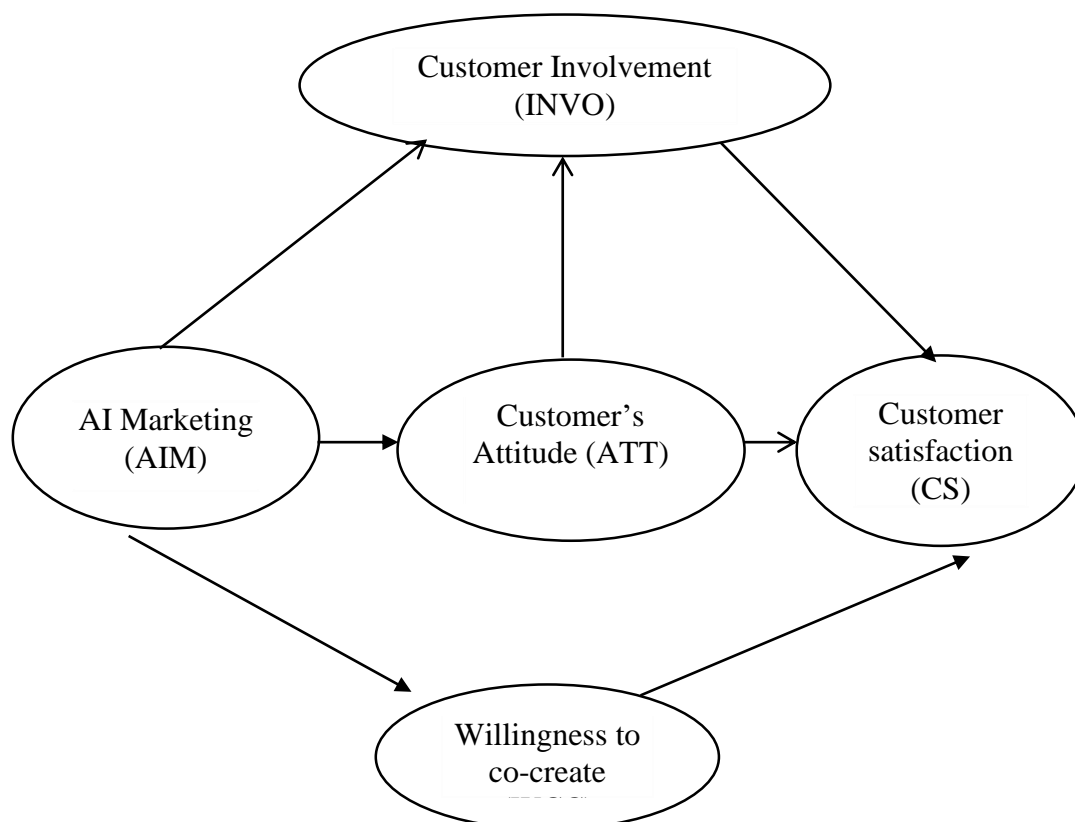 Customer Involvement
(INVO)
AI Marketing
(AIM)
Customer’s
Attitude (ATT)
Customer
satisfaction
(CS)
Willingness to
co-create